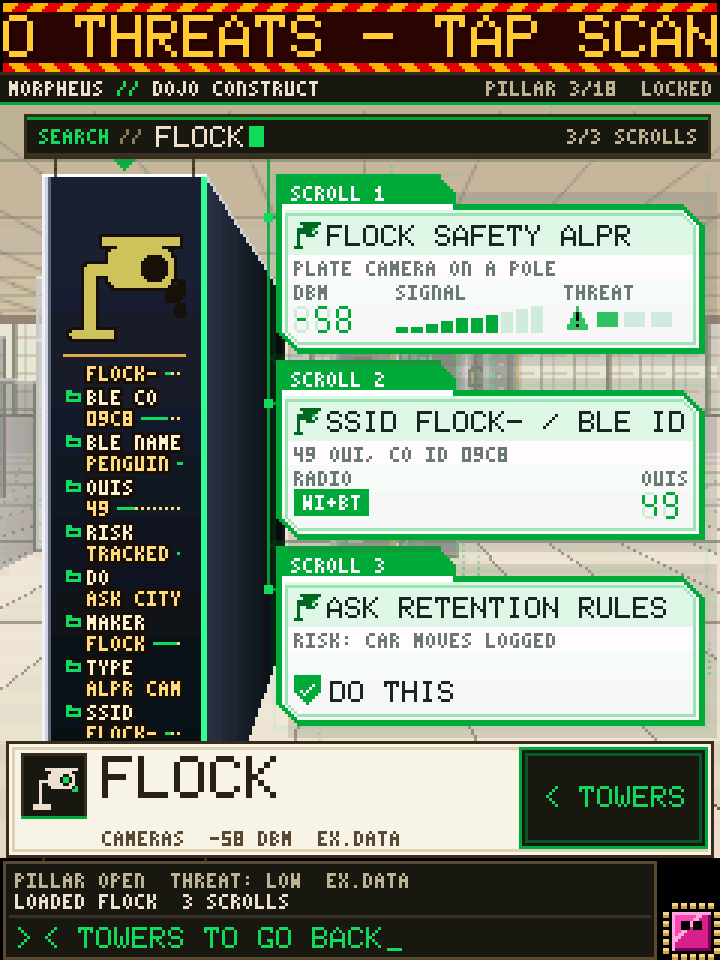 O THREATS - TAP SCAN
MORPHEUS // DOJO CONSTRUCT
PILLAR 3/18 LOCKED
SEARCH // FLOCK
3/3 SCROLLS
FLOCK-
BLE CO
09C8
BLE NAME
PENGUIN
OUIS
49
RISK
TRACKED
DO
ASK CITY
MAKER
FLOCK
TYPE
ALPR CAM
SSID
FLOCK-
SCROLL 1
FLOCK SAFETY ALPR
PLATE CAMERA ON A POLE
DBM SIGNAL THREAT
-58
SCROLL 2
SSID FLOCK- / BLE ID
49 OUI, CO ID 09C8
RADIO OUIS
WI+BT 49
SCROLL 3
ASK RETENTION RULES
RISK: CAR MOVES LOGGED
DO THIS
FLOCK
CAMERAS -58 DBM EX.DATA
< TOWERS
PILLAR OPEN THREAT: LOW EX.DATA
LOADED FLOCK 3 SCROLLS
> < TOWERS TO GO BACK_